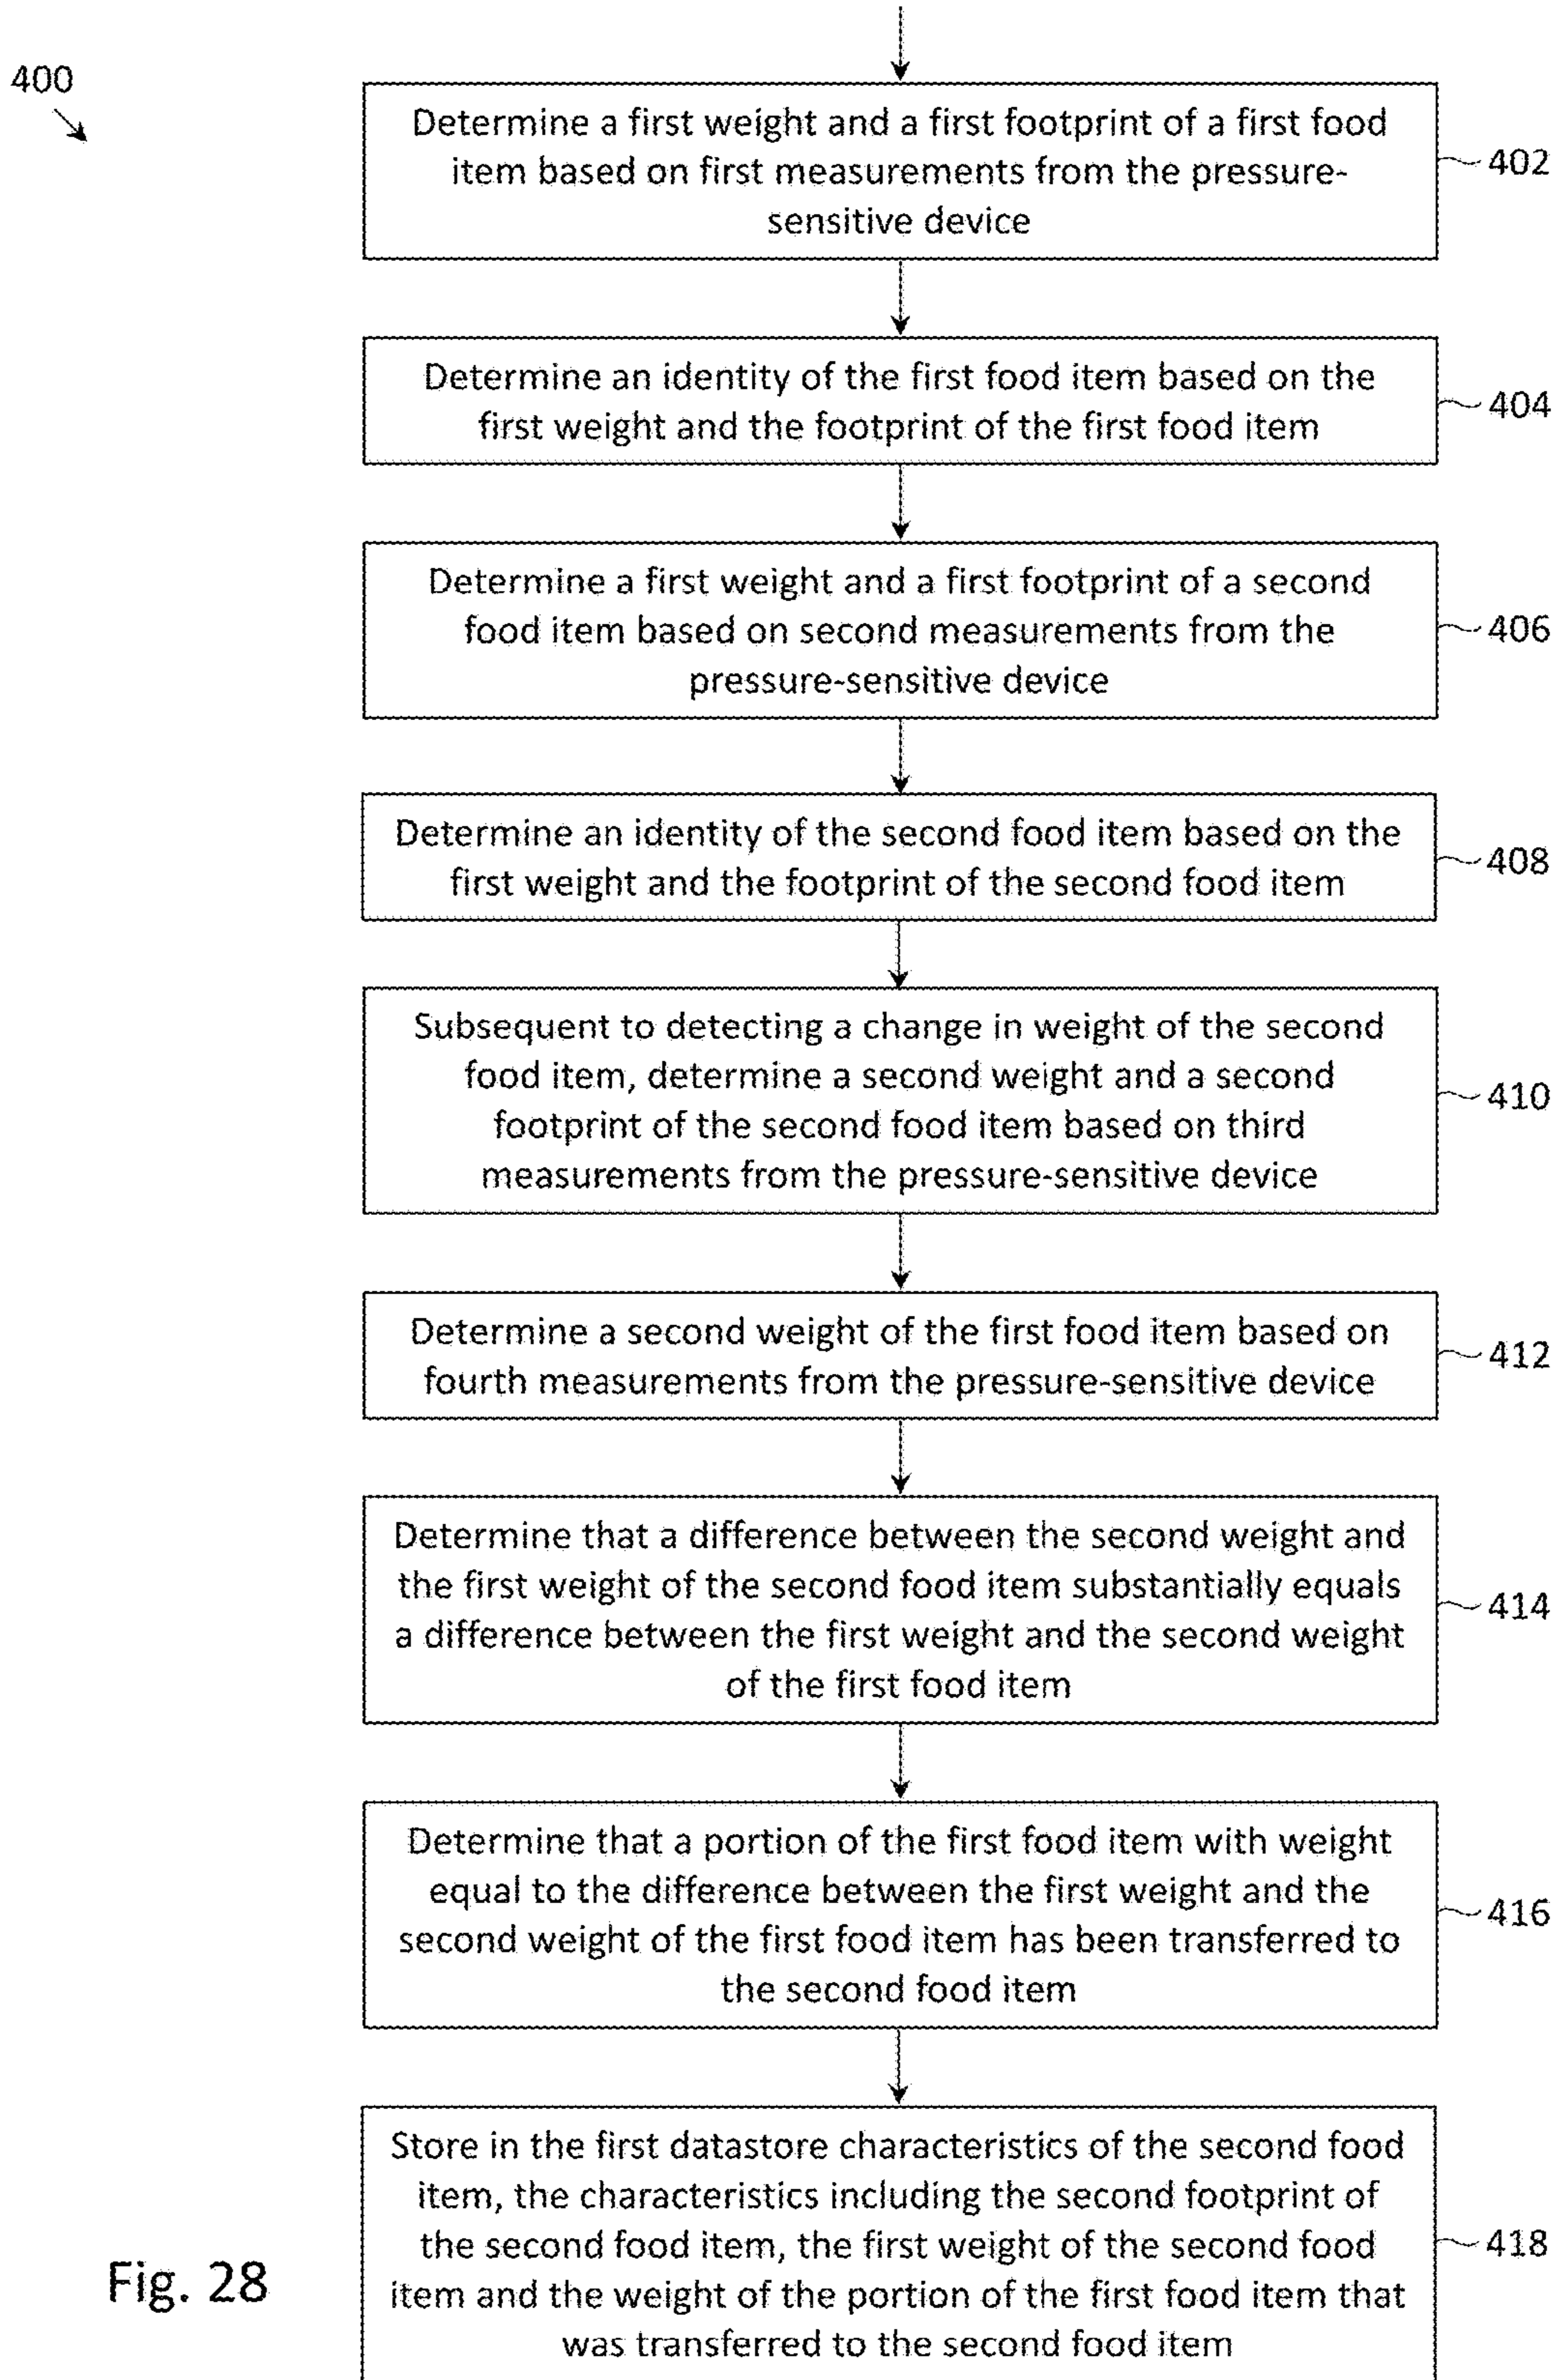 400
Determine a first weight and a first footprint of a first food
item based on first measurements from the pressure-
sensitive device
402
Determine an identity of the first food item based on the
first weight and the footprint of the first food item
404
Determine a first weight and a first footprint of a second
food item based on second measurements from the
pressure-sensitive device
406
Determine an identity of the second food item based on the
first weight and the footprint of the second food item
408
Subsequent to detecting a change in weight of the second
food item, determine a second weight and a second
footprint of the second food item based on third
measurements from the pressure-sensitive device
410
Determine a second weight of the first food item based on
fourth measurements from the pressure-sensitive device
412
Determine that a difference between the second weight and
the first weight of the second food item substantially equals
a difference between the first weight and the second weight
of the first food item
414
Determine that a portion of the first food item with weight
equal to the difference between the first weight and the
second weight of the first food item has been transferred to
the second food item
416
Store in the first datastore characteristics of the second food
item, the characteristics including the second footprint of
the second food item, the first weight of the second food
item and the weight of the portion of the first food item that
was transferred to the second food item
418
Fig. 28